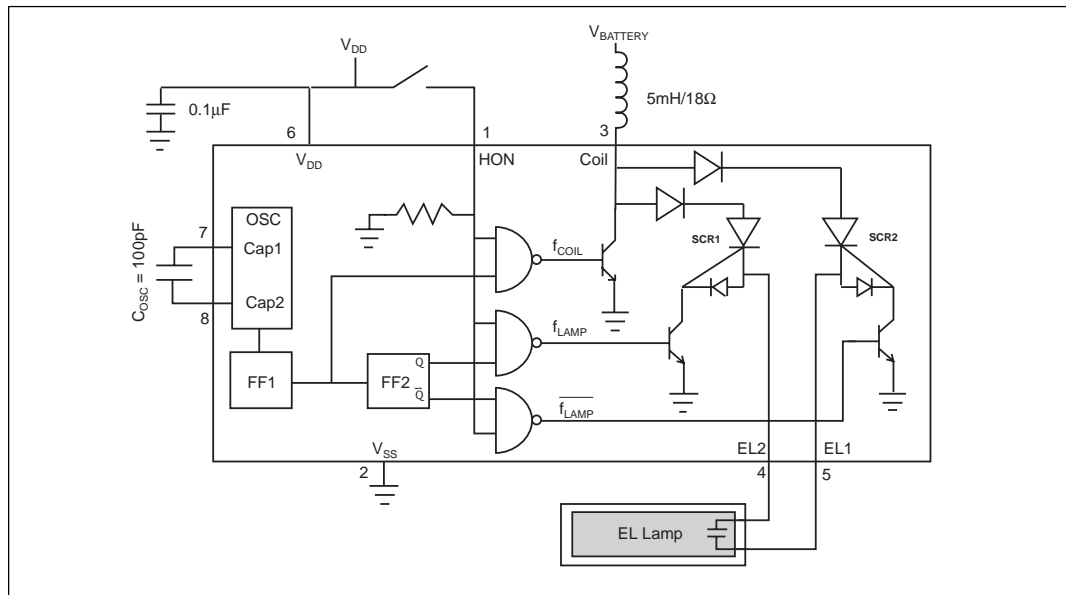 V_BATTERY
V_DD
5mH/18Ω
0.1μF
6
1
3
V_DD
HON
Coil
OSC
7
Cap1
SCR1
SCR2
f_COIL
C_OSC = 100pF
Cap2
8
f_LAMP
FF1
FF2
Q
Q̅
f̅_LAMP
V_SS
2
EL2
EL1
4
5
EL Lamp